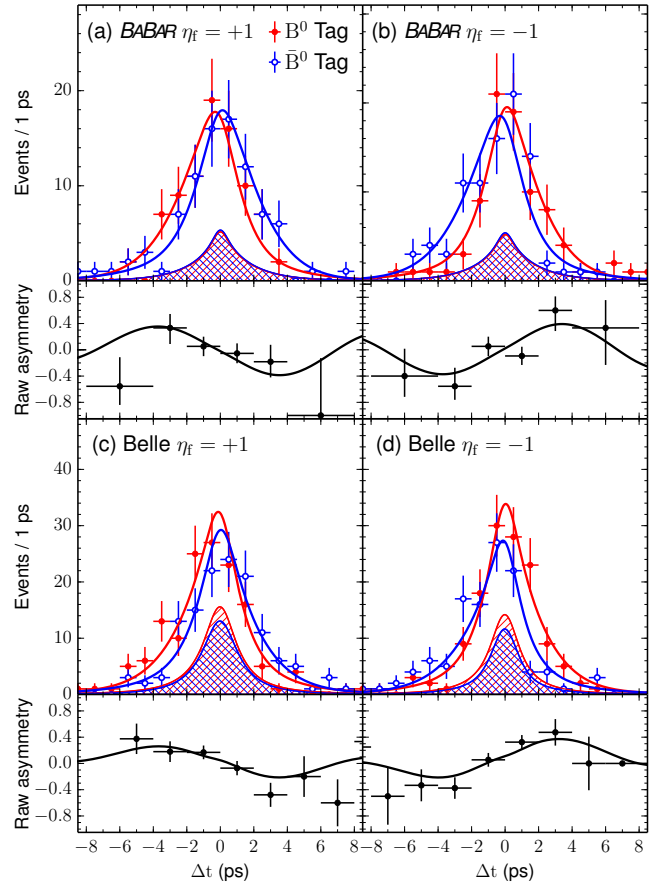 (a) BABAR ηf = +1
B⁰ Tag
B̄⁰ Tag
(b) BABAR ηf = −1
Events / 1 ps
20
10
0
Raw asymmetry
0.8
0.4
0.0
−0.4
−0.8
(c) Belle ηf = +1
(d) Belle ηf = −1
Events / 1 ps
40
30
20
10
0
Raw asymmetry
0.8
0.4
0.0
−0.4
−0.8
−8 −6 −4 −2 0 2 4 6 8
−8 −6 −4 −2 0 2 4 6 8
Δt (ps)
Δt (ps)